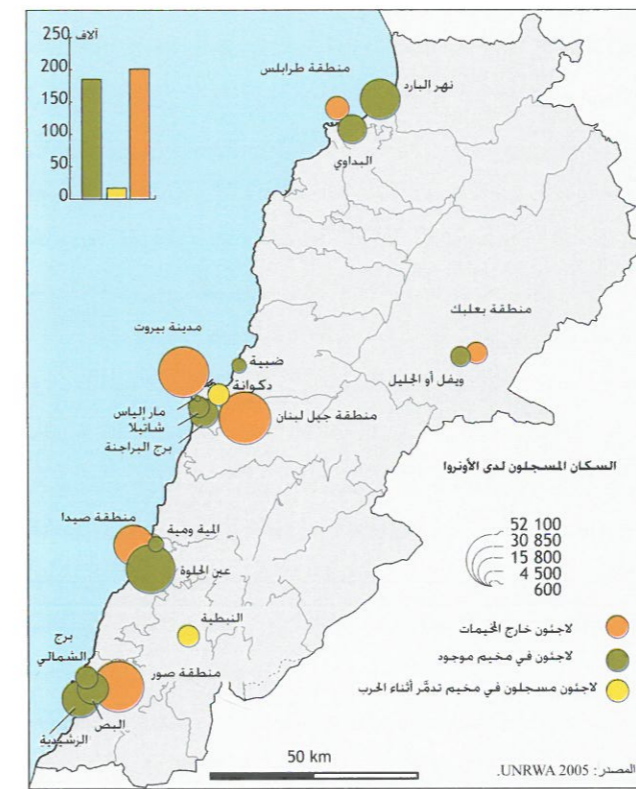 250 آلاف
200
150
100
50
0
منطقة طرابلس
نهر البارد
البداوي
منطقة بعلبك
ويفل أو الجليل
مدينة بيروت
ضبية
دكوانة
مار إلياس
شاتيلا
برج البراجنة
منطقة جبل لبنان
السكان المسجلون لدى الأونروا
52 100
30 850
15 800
4 500
600
منطقة صيدا
المية ومية
عين الحلوة
النبطية
برج
الشمالي
منطقة صور
البص
الرشيدية
لاجئون خارج المخيمات
لاجئون في مخيم موجود
لاجئون مسجلون في مخيم تدمَّر أثناء الحرب
50 km
المصدر: UNRWA 2005.